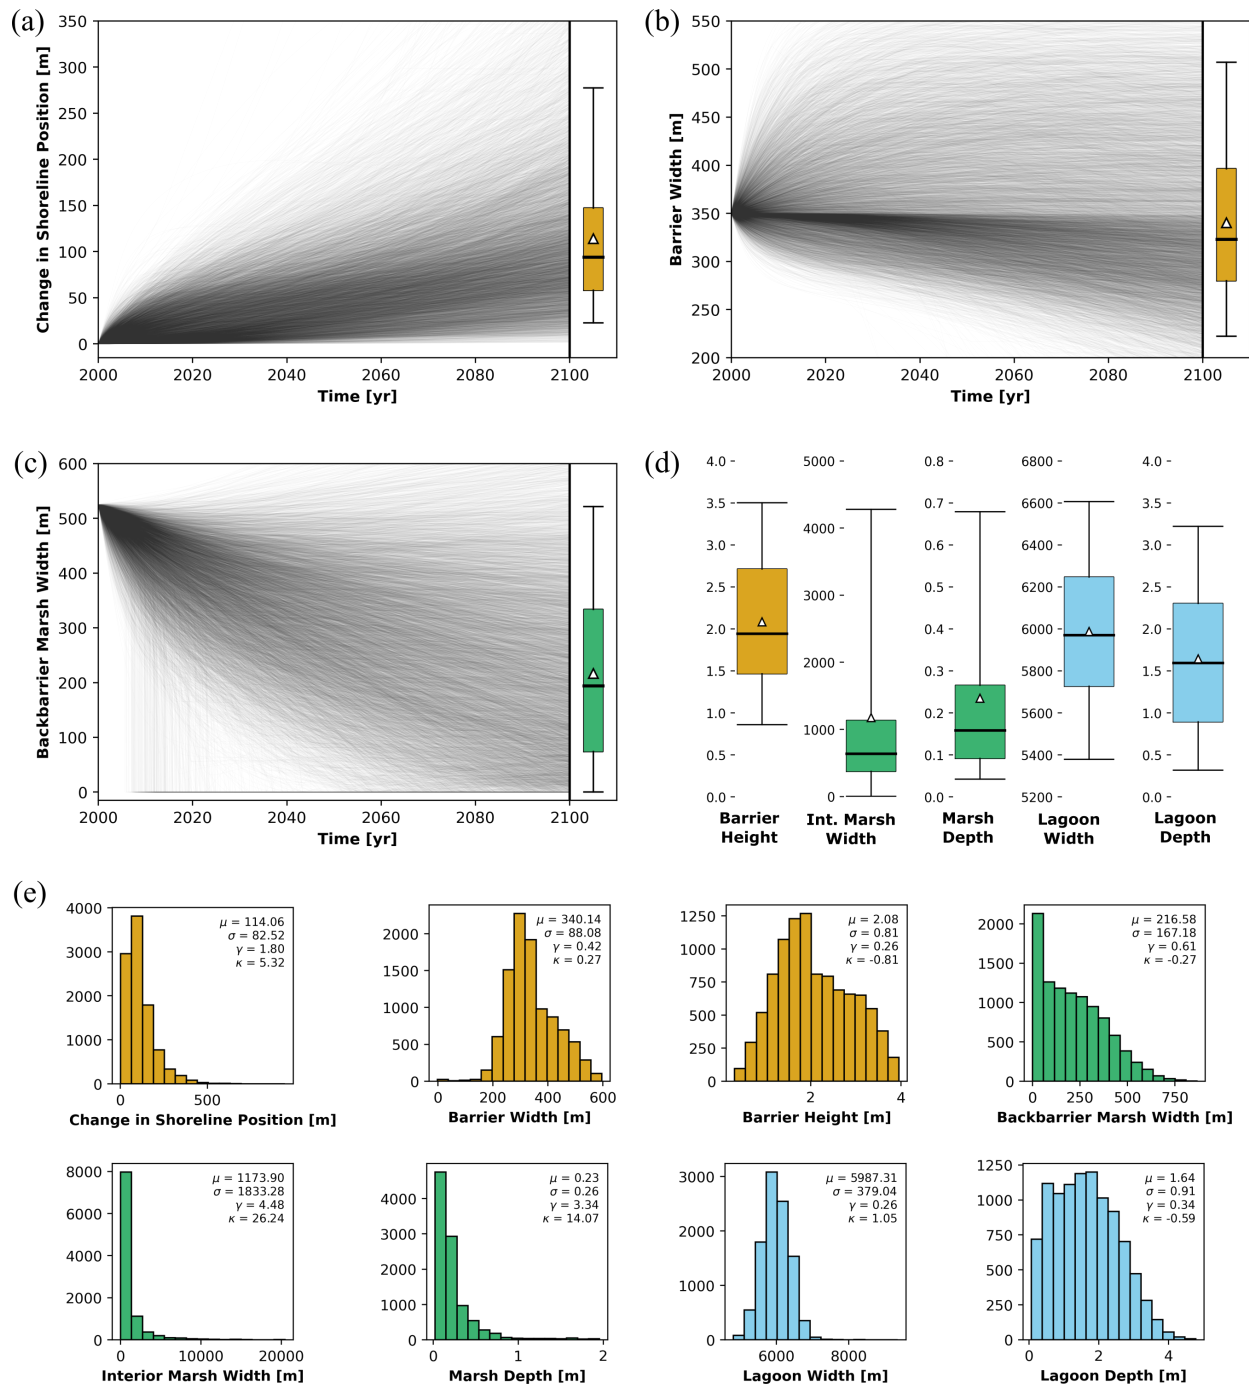 (a)
350
300
250
200
150
100
50
0
Change in Shoreline Position [m]
2000
2020
2040
2060
2080
2100
Time [yr]
(b)
550
500
450
400
350
300
250
200
Barrier Width [m]
2000
2020
2040
2060
2080
2100
Time [yr]
(c)
600
500
400
300
200
100
0
Backbarrier Marsh Width [m]
2000
2020
2040
2060
2080
2100
Time [yr]
(d)
4.0
3.5
3.0
2.5
2.0
1.5
1.0
0.5
0.0
Barrier
Height
5000
4000
3000
2000
1000
0
Int. Marsh
Width
0.8
0.7
0.6
0.5
0.4
0.3
0.2
0.1
0.0
Marsh
Depth
6800
6600
6400
6200
6000
5800
5600
5400
5200
Lagoon
Width
4.0
3.5
3.0
2.5
2.0
1.5
1.0
0.5
0.0
Lagoon
Depth
(e)
4000
3000
2000
1000
0
μ = 114.06
σ = 82.52
γ = 1.80
κ = 5.32
0
500
Change in Shoreline Position [m]
2000
1500
1000
500
0
μ = 340.14
σ = 88.08
γ = 0.42
κ = 0.27
0
200
400
600
Barrier Width [m]
1250
1000
750
500
250
0
μ = 2.08
σ = 0.81
γ = 0.26
κ = -0.81
2
4
Barrier Height [m]
2000
1500
1000
500
0
μ = 216.58
σ = 167.18
γ = 0.61
κ = -0.27
0
250
500
750
Backbarrier Marsh Width [m]
8000
6000
4000
2000
0
μ = 1173.90
σ = 1833.28
γ = 4.48
κ = 26.24
0
10000
20000
Interior Marsh Width [m]
4000
3000
2000
1000
0
μ = 0.23
σ = 0.26
γ = 3.34
κ = 14.07
0
1
2
Marsh Depth [m]
3000
2000
1000
0
μ = 5987.31
σ = 379.04
γ = 0.26
κ = 1.05
6000
8000
Lagoon Width [m]
1250
1000
750
500
250
0
μ = 1.64
σ = 0.91
γ = 0.34
κ = -0.59
0
2
4
Lagoon Depth [m]